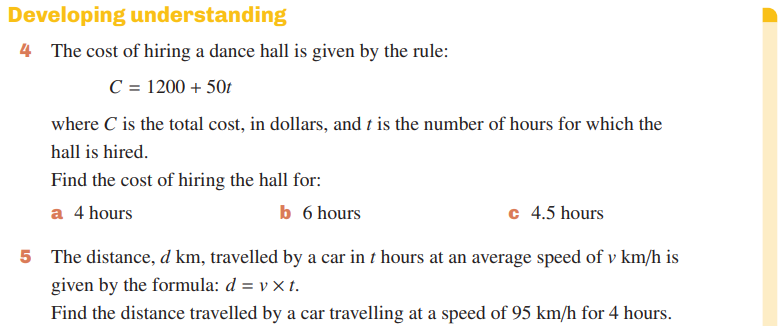 Developing understanding
4 The cost of hiring a dance hall is given by the rule:
C = 1200 + 50t
where C is the total cost, in dollars, and t is the number of hours for which the
hall is hired.
Find the cost of hiring the hall for:
a 4 hours b 6 hours c 4.5 hours
5 The distance, d km, travelled by a car in t hours at an average speed of v km/h is
given by the formula: d = v × t.
Find the distance travelled by a car travelling at a speed of 95 km/h for 4 hours.